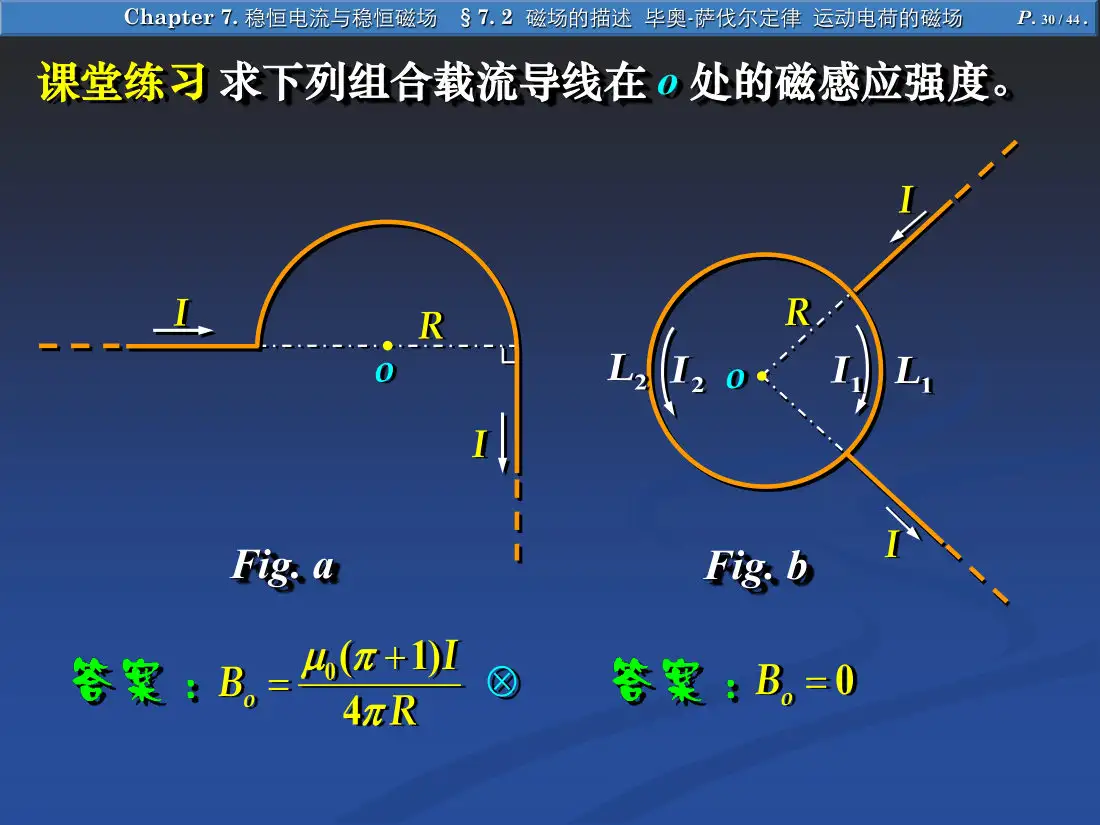 Chapter 7. 稳恒电流与稳恒磁场 §7. 2 磁场的描述 毕奥-萨伐尔定律 运动电荷的磁场 P. 30 / 44 .
课堂练习 求下列组合载流导线在 o 处的磁感应强度。
I
R
o
I
Fig. a
I
R
L₂ I₂ o I₁ L₁
I
Fig. b
答案：Bₒ = μ₀(π+1)I / 4πR ⊗
答案：Bₒ = 0